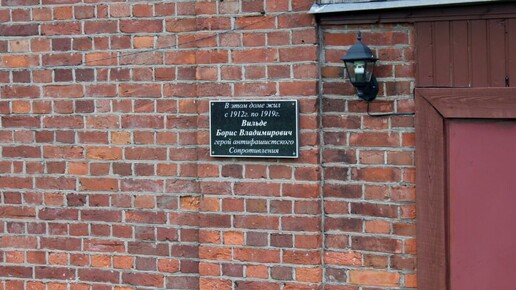 В этом доме жил
с 1912г. по 1919г.
Вильде
Борис Владимирович
герой антифашистского
Сопротивления